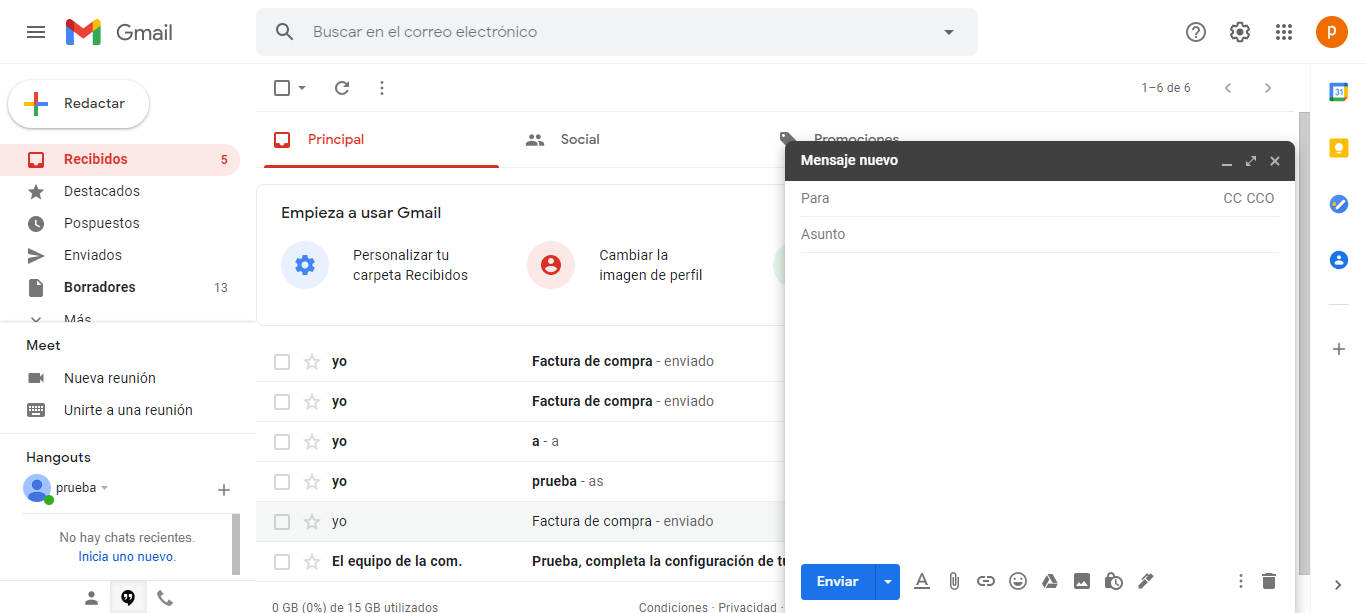 Gmail
Buscar en el correo electrónico
p
Redactar
1–6 de 6
31
Recibidos 5
Destacados
Pospuestos
Enviados
Borradores 13
Más
Meet
Nueva reunión
Unirte a una reunión
Hangouts
prueba
No hay chats recientes.
Inicia uno nuevo.
Principal
Social
Promociones
Empieza a usar Gmail
Personalizar tu
carpeta Recibidos
Cambiar la
imagen de perfil
yo Factura de compra - enviado
yo Factura de compra - enviado
yo a - a
yo prueba - as
yo Factura de compra - enviado
El equipo de la com. Prueba, completa la configuración de tu
0 GB (0%) de 15 GB utilizados
Condiciones · Privacidad ·
Mensaje nuevo
Para CC CCO
Asunto
Enviar